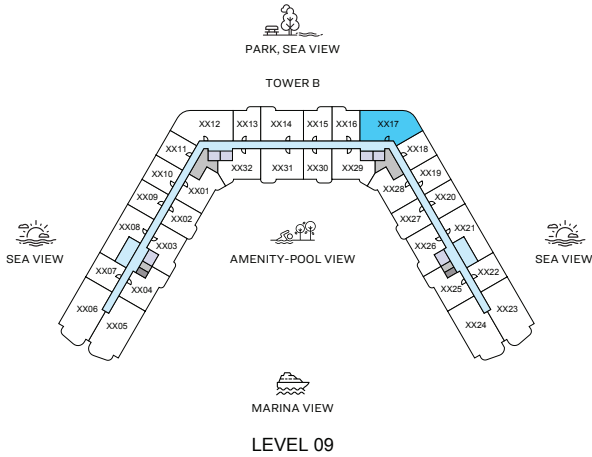 PARK, SEA VIEW
TOWER B
XX12
XX13
XX14
XX15
XX16
XX17
XX11
XX18
XX10
XX32
XX31
XX30
XX29
XX19
XX01
XX28
XX09
XX20
XX02
XX27
XX08
XX21
XX03
XX26
SEA VIEW
AMENITY-POOL VIEW
SEA VIEW
XX07
XX22
XX04
XX25
XX06
XX23
XX05
XX24
MARINA VIEW
LEVEL 09